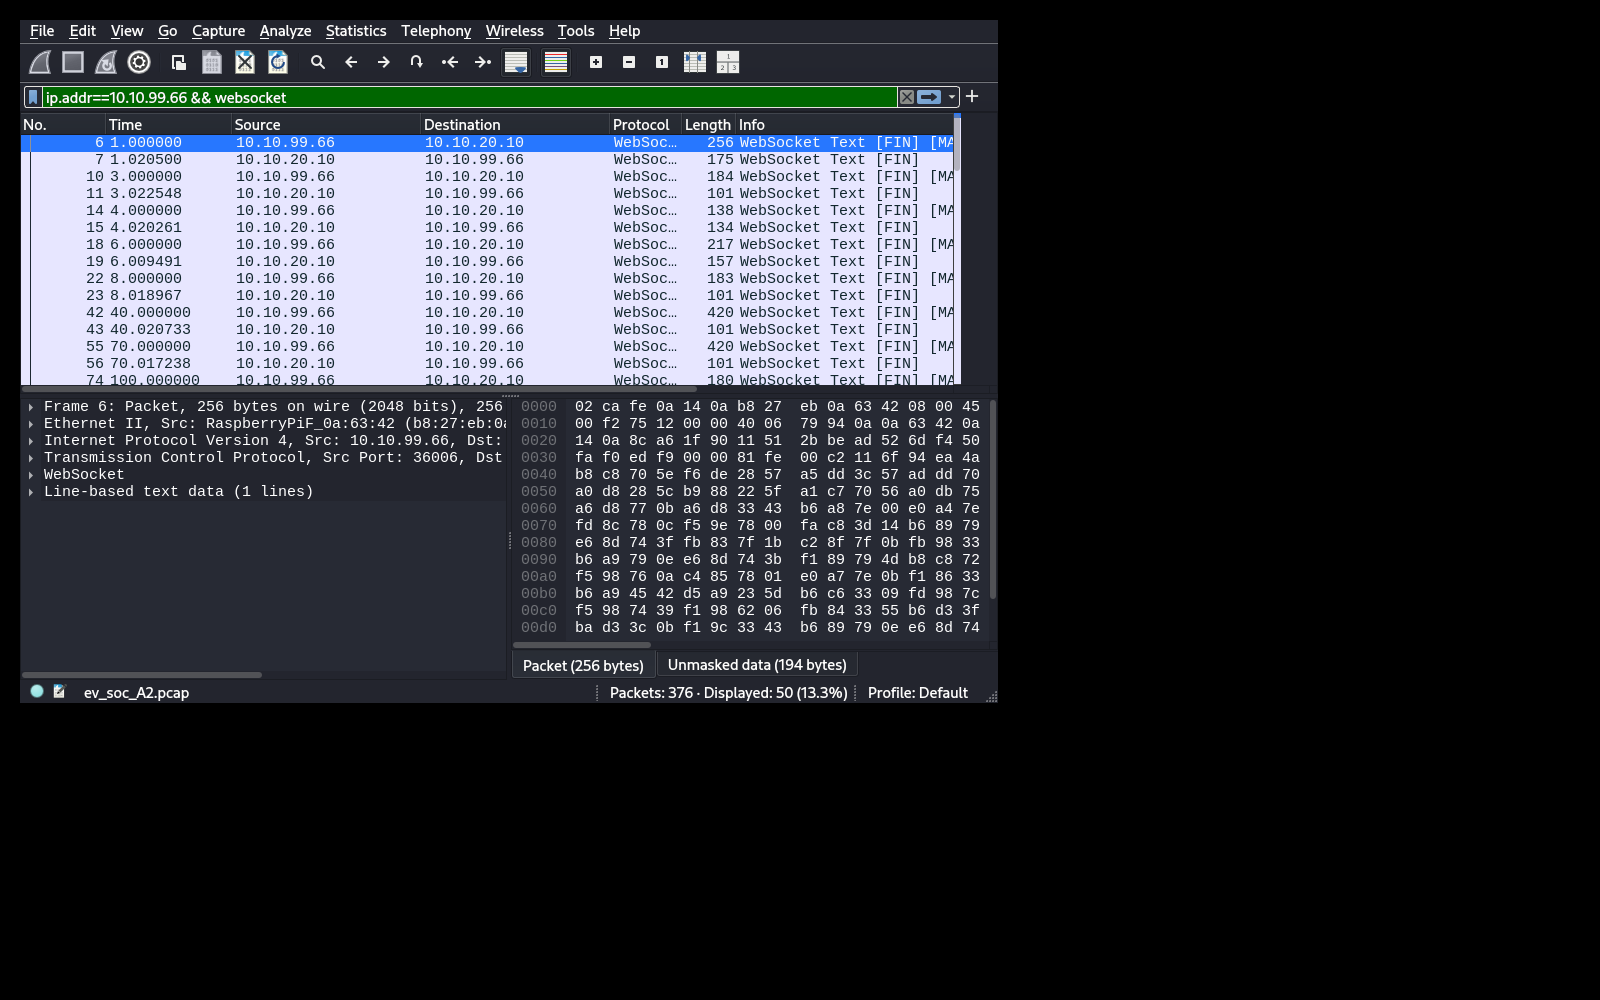 File Edit View Go Capture Analyze Statistics Telephony Wireless Tools Help
ip.addr==10.10.99.66 && websocket
No. Time Source Destination Protocol Length Info
6 1.000000 10.10.99.66 10.10.20.10 WebSoc… 256 WebSocket Text [FIN] [MA
7 1.020500 10.10.20.10 10.10.99.66 WebSoc… 175 WebSocket Text [FIN]
10 3.000000 10.10.99.66 10.10.20.10 WebSoc… 184 WebSocket Text [FIN] [MA
11 3.022548 10.10.20.10 10.10.99.66 WebSoc… 101 WebSocket Text [FIN]
14 4.000000 10.10.99.66 10.10.20.10 WebSoc… 138 WebSocket Text [FIN] [MA
15 4.020261 10.10.20.10 10.10.99.66 WebSoc… 134 WebSocket Text [FIN]
18 6.000000 10.10.99.66 10.10.20.10 WebSoc… 217 WebSocket Text [FIN] [MA
19 6.009491 10.10.20.10 10.10.99.66 WebSoc… 157 WebSocket Text [FIN]
22 8.000000 10.10.99.66 10.10.20.10 WebSoc… 183 WebSocket Text [FIN] [MA
23 8.018967 10.10.20.10 10.10.99.66 WebSoc… 101 WebSocket Text [FIN]
42 40.000000 10.10.99.66 10.10.20.10 WebSoc… 420 WebSocket Text [FIN] [MA
43 40.020733 10.10.20.10 10.10.99.66 WebSoc… 101 WebSocket Text [FIN]
55 70.000000 10.10.99.66 10.10.20.10 WebSoc… 420 WebSocket Text [FIN] [MA
56 70.017238 10.10.20.10 10.10.99.66 WebSoc… 101 WebSocket Text [FIN]
74 100.000000 10.10.99.66 10.10.20.10 WebSoc… 180 WebSocket Text [FIN] [MA
Frame 6: Packet, 256 bytes on wire (2048 bits), 256
Ethernet II, Src: RaspberryPiF_0a:63:42 (b8:27:eb:0a
Internet Protocol Version 4, Src: 10.10.99.66, Dst:
Transmission Control Protocol, Src Port: 36006, Dst
WebSocket
Line-based text data (1 lines)
0000 02 ca fe 0a 14 0a b8 27 eb 0a 63 42 08 00 45
0010 00 f2 75 12 00 00 40 06 79 94 0a 0a 63 42 0a
0020 14 0a 8c a6 1f 90 11 51 2b be ad 52 6d f4 50
0030 fa f0 ed f9 00 00 81 fe 00 c2 11 6f 94 ea 4a
0040 b8 c8 70 5e f6 de 28 57 a5 dd 3c 57 ad dd 70
0050 a0 d8 28 5c b9 88 22 5f a1 c7 70 56 a0 db 75
0060 a6 d8 77 0b a6 d8 33 43 b6 a8 7e 00 e0 a4 7e
0070 fd 8c 78 0c f5 9e 78 00 fa c8 3d 14 b6 89 79
0080 e6 8d 74 3f fb 83 7f 1b c2 8f 7f 0b fb 98 33
0090 b6 a9 79 0e e6 8d 74 3b f1 89 79 4d b8 c8 72
00a0 f5 98 76 0a c4 85 78 01 e0 a7 7e 0b f1 86 33
00b0 b6 a9 45 42 d5 a9 23 5d b6 c6 33 09 fd 98 7c
00c0 f5 98 74 39 f1 98 62 06 fb 84 33 55 b6 d3 3f
00d0 ba d3 3c 0b f1 9c 33 43 b6 89 79 0e e6 8d 74
Packet (256 bytes) Unmasked data (194 bytes)
ev_soc_A2.pcap Packets: 376 · Displayed: 50 (13.3%) Profile: Default